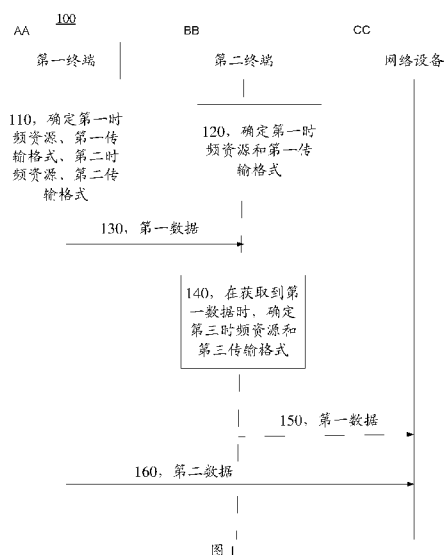 100
AA
BB
CC
第一终端
第二终端
网络设备
110，确定第一时
频资源、第一传
输格式、第二时
频资源、第二传
输格式
120，确定第一时
频资源和第一传
输格式
130，第一数据
140，在获取到第
一数据时，确定
第三时频资源和
第三传输格式
150，第一数据
160，第二数据
图 1